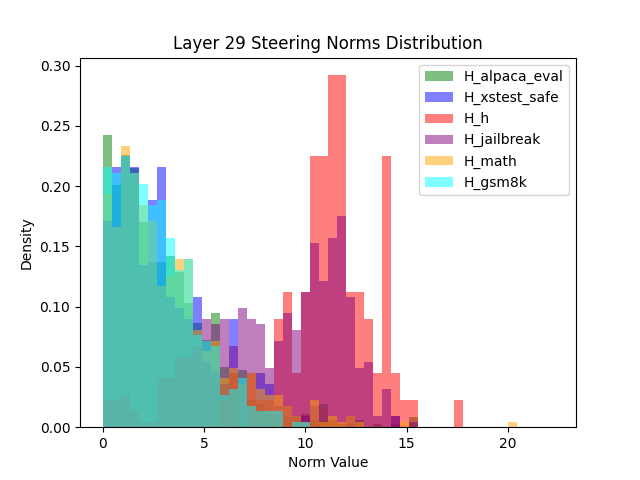 Layer 29 Steering Norms Distribution
H_alpaca_eval
H_xstest_safe
H_h
H_jailbreak
H_math
H_gsm8k
0.30
0.25
0.20
0.15
0.10
0.05
0.00
Density
0
5
10
15
20
Norm Value